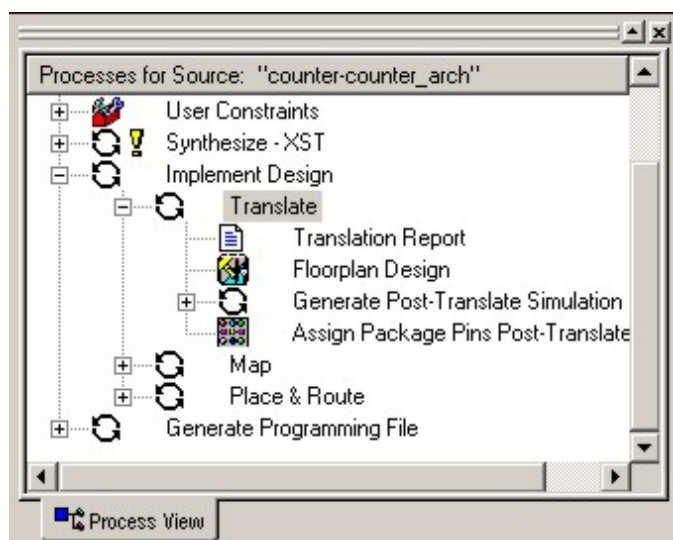 Processes for Source: "counter-counter_arch"
User Constraints
Synthesize - XST
Implement Design
Translate
Translation Report
Floorplan Design
Generate Post-Translate Simulation
Assign Package Pins Post-Translate
Map
Place & Route
Generate Programming File
Process View